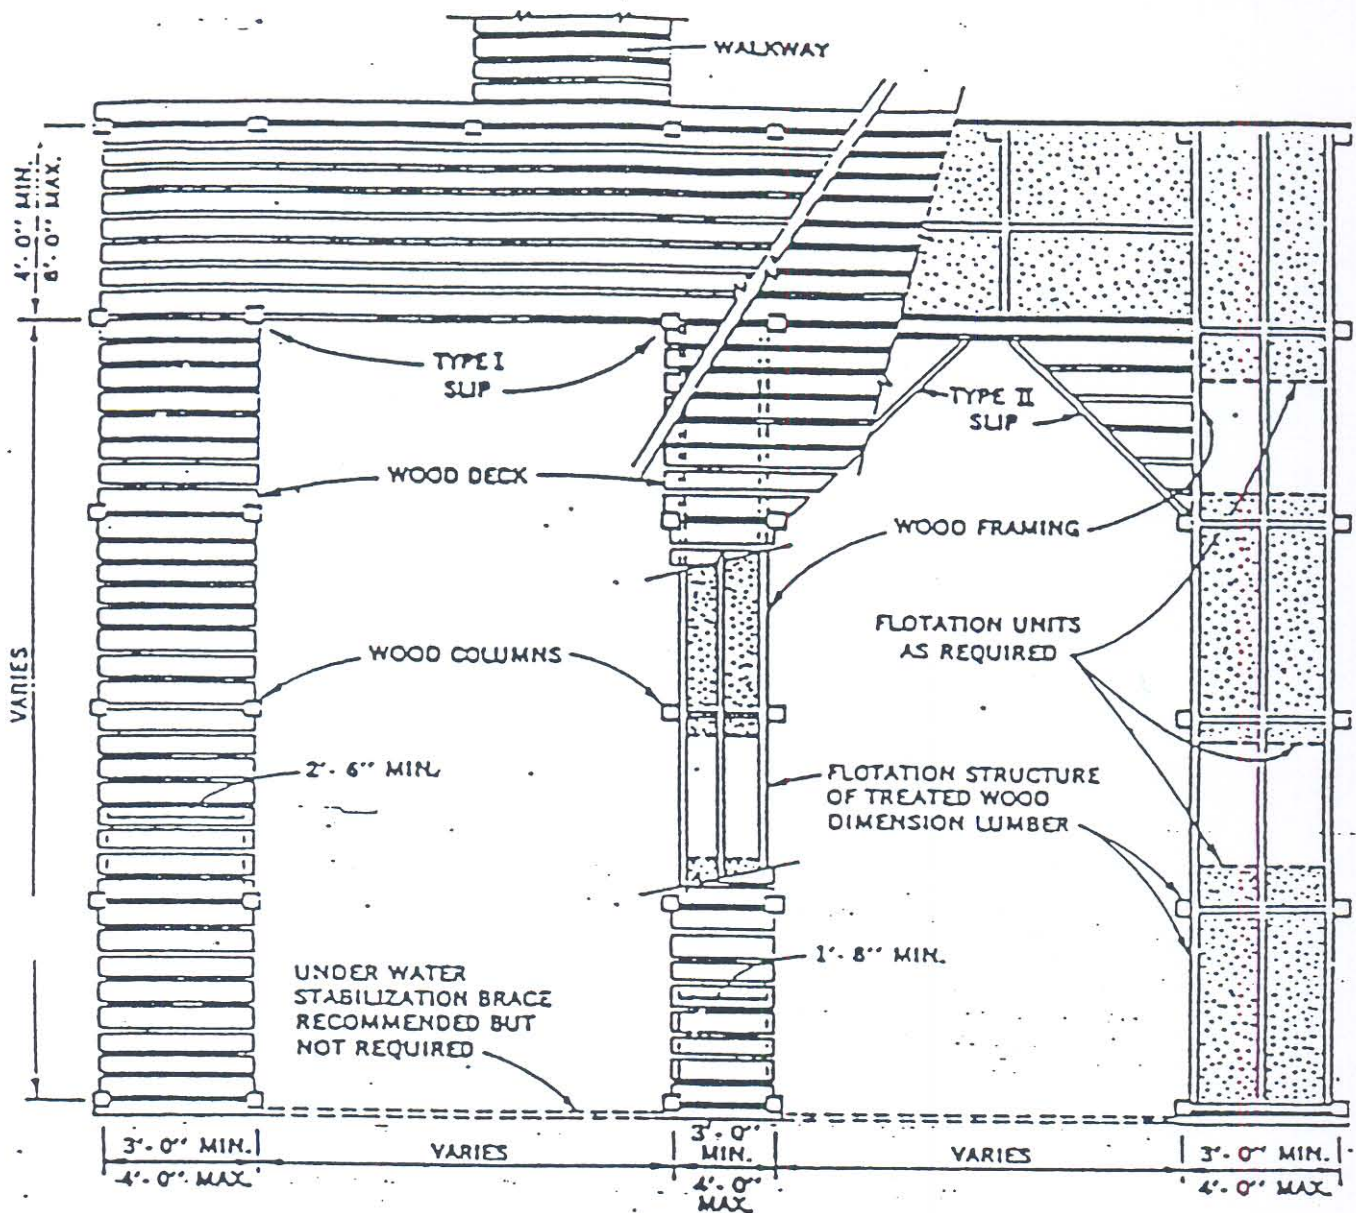 WALKWAY
4'-0" MIN.
8'-0" MAX.
TYPE I
SLIP
TYPE II
SLIP
WOOD DECK
WOOD FRAMING
FLOTATION UNITS
AS REQUIRED
WOOD COLUMNS
VARIES
2'-6" MIN.
FLOTATION STRUCTURE
OF TREATED WOOD
DIMENSION LUMBER
1'-8" MIN.
UNDER WATER
STABILIZATION BRACE
RECOMMENDED BUT
NOT REQUIRED
3'-0" MIN.
4'-0" MAX
VARIES
3'-0"
MIN.
4'-0"
MAX
VARIES
3'-0" MIN.
4'-0" MAX